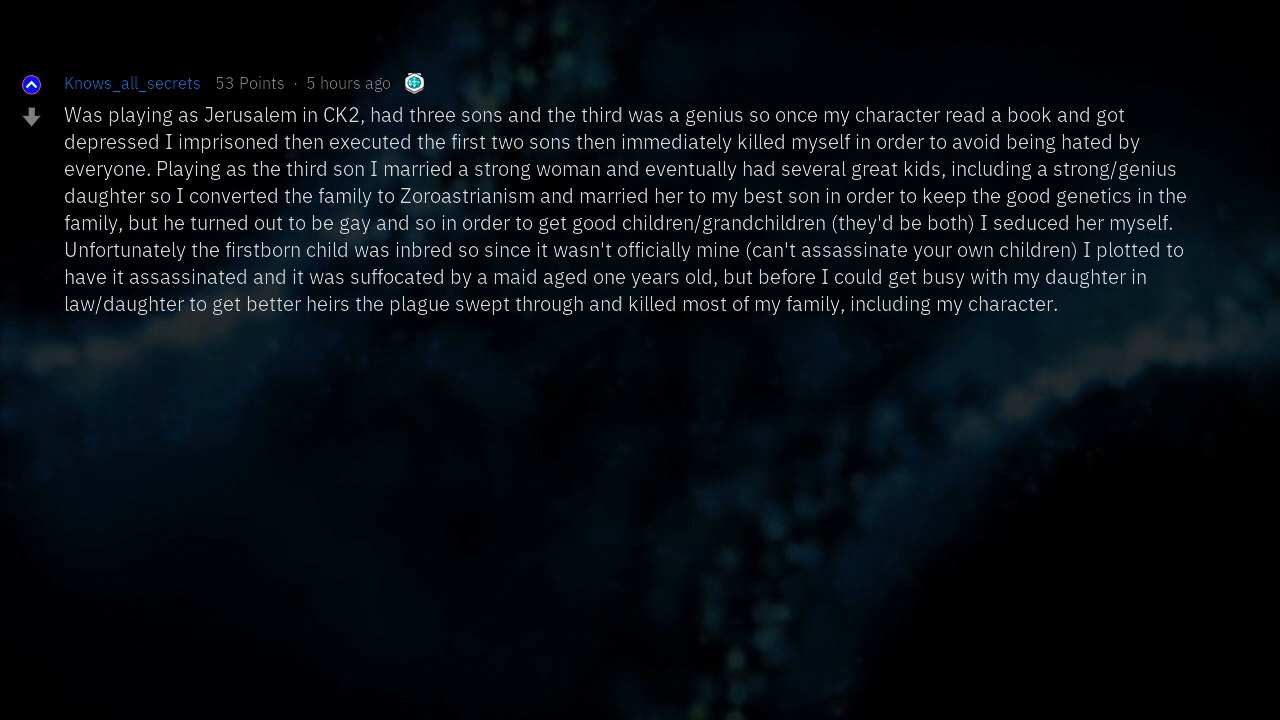 Knows_all_secrets 53 Points · 5 hours ago
Was playing as Jerusalem in CK2, had three sons and the third was a genius so once my character read a book and got
depressed I imprisoned then executed the first two sons then immediately killed myself in order to avoid being hated by
everyone. Playing as the third son I married a strong woman and eventually had several great kids, including a strong/genius
daughter so I converted the family to Zoroastrianism and married her to my best son in order to keep the good genetics in the
family, but he turned out to be gay and so in order to get good children/grandchildren (they'd be both) I seduced her myself.
Unfortunately the firstborn child was inbred so since it wasn't officially mine (can't assassinate your own children) I plotted to
have it assassinated and it was suffocated by a maid aged one years old, but before I could get busy with my daughter in
law/daughter to get better heirs the plague swept through and killed most of my family, including my character.